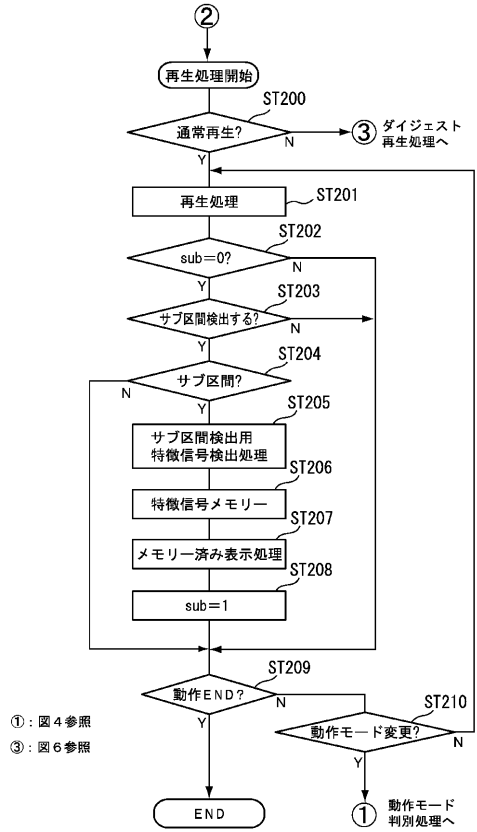 ②
再生処理開始
ST200
通常再生?
N
③ ダイジェスト
再生処理へ
Y
ST201
再生処理
ST202
sub=0?
N
Y
ST203
サブ区間検出する?
N
Y
ST204
サブ区間?
N
Y
ST205
サブ区間検出用
特徴信号検出処理
ST206
特徴信号メモリー
ST207
メモリー済み表示処理
ST208
sub=1
ST209
動作END?
N
Y
ST210
動作モード変更?
N
Y
①:図4参照
③:図6参照
END
① 動作モード
判別処理へ